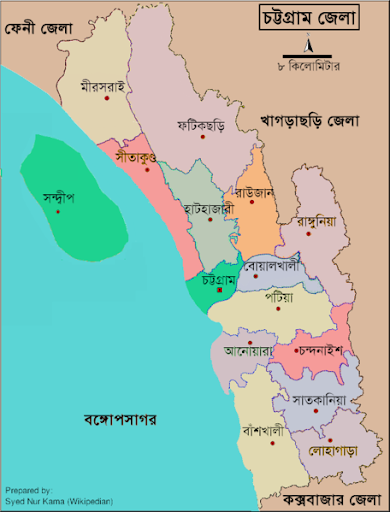 চট্টগ্রাম জেলা
ফেনী জেলা
৮ কিলোমিটার
মীরসরাই
খাগড়াছড়ি জেলা
ফটিকছড়ি
সীতাকুণ্ড
সন্দ্বীপ
রাউজান
হাটহাজারী
রাঙ্গুনিয়া
বোয়ালখালী
চট্টগ্রাম
পটিয়া
আনোয়ারা
চন্দনাইশ
সাতকানিয়া
বঙ্গোপসাগর
বাঁশখালী
লোহাগাড়া
Prepared by:
Syed Nur Kama (Wikipedian)
কক্সবাজার জেলা